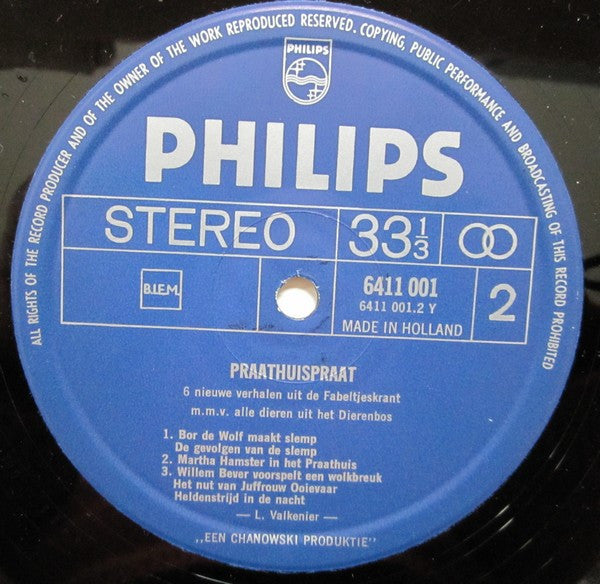 ALL RIGHTS OF THE RECORD PRODUCER AND OF THE OWNER OF THE WORK REPRODUCED RESERVED. COPYING, PUBLIC PERFORMANCE AND BROADCASTING OF THIS RECORD PROHIBITED
PHILIPS
PHILIPS
STEREO 33 1/3
B.I.E.M. 6411 001 2
6411 001.2 Y
MADE IN HOLLAND
PRAATHUISPRAAT
6 nieuwe verhalen uit de Fabeltjeskrant
m.m.v. alle dieren uit het Dierenbos
1. Bor de Wolf maakt slemp
De gevolgen van de slemp
2. Martha Hamster in het Praathuis
3. Willem Bever voorspelt een wolkbreuk
Het nut van Juffrouw Ooievaar
Heldenstrijd in de nacht
— L. Valkenier —
„EEN CHANOWSKI PRODUKTIE"